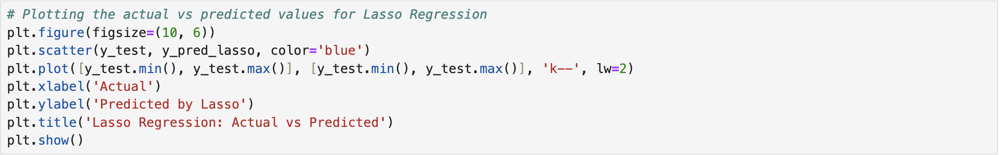 # Plotting the actual vs predicted values for Lasso Regression
plt.figure(figsize=(10, 6))
plt.scatter(y_test, y_pred_lasso, color='blue')
plt.plot([y_test.min(), y_test.max()], [y_test.min(), y_test.max()], 'k--', lw=2)
plt.xlabel('Actual')
plt.ylabel('Predicted by Lasso')
plt.title('Lasso Regression: Actual vs Predicted')
plt.show()